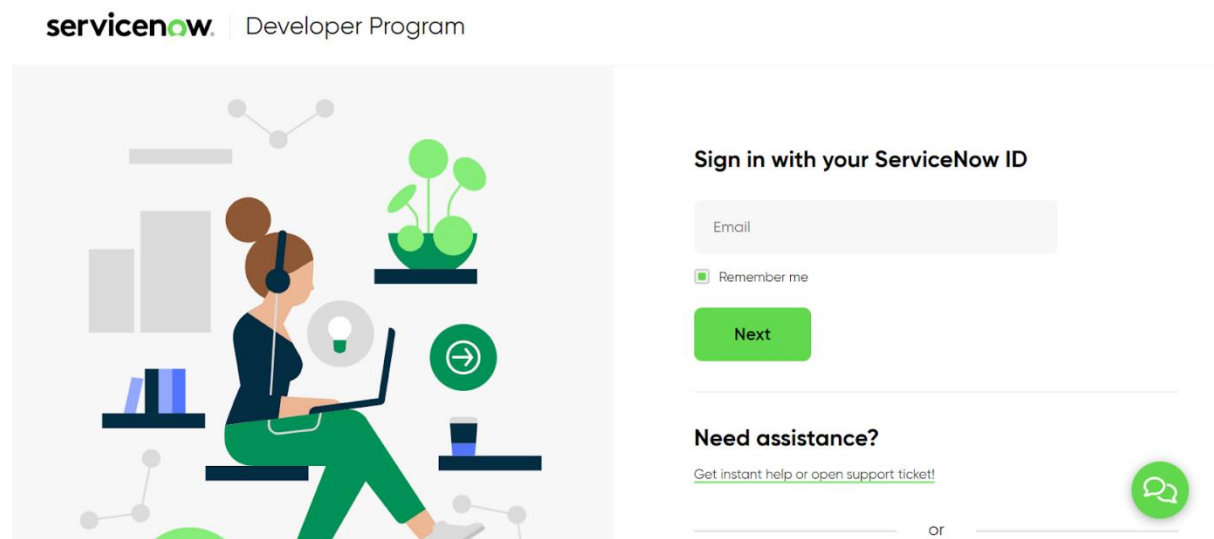 servicenow. Developer Program
Sign in with your ServiceNow ID
Email
Remember me
Next
Need assistance?
Get instant help or open support ticket!
or